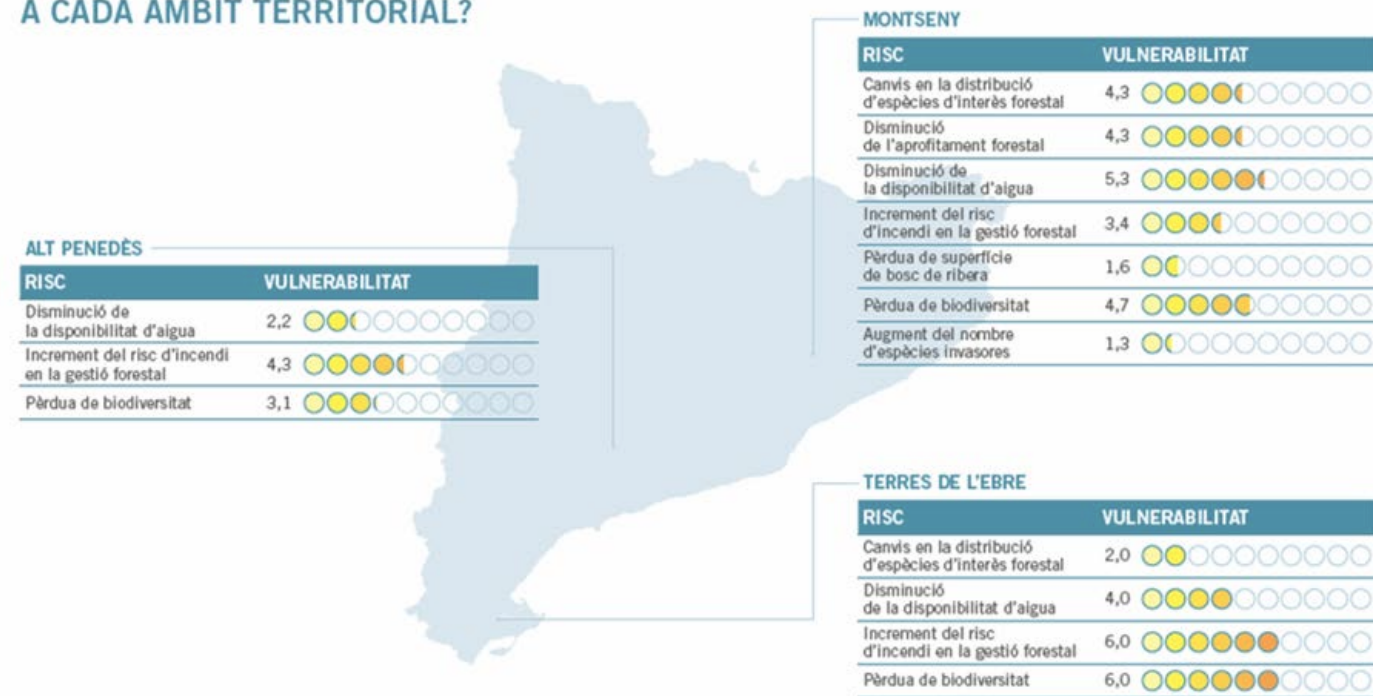 A CADA ÀMBIT TERRITORIAL?
ALT PENEDÈS
RISC VULNERABILITAT
Disminució de
la disponibilitat d'aigua 2,2
Increment del risc d'incendi
en la gestió forestal 4,3
Pèrdua de biodiversitat 3,1
MONTSENY
RISC VULNERABILITAT
Canvis en la distribució
d'espècies d'interès forestal 4,3
Disminució
de l'aprofitament forestal 4,3
Disminució de
la disponibilitat d'aigua 5,3
Increment del risc
d'incendi en la gestió forestal 3,4
Pèrdua de superfície
de bosc de ribera 1,6
Pèrdua de biodiversitat 4,7
Augment del nombre
d'espècies invasores 1,3
TERRES DE L'EBRE
RISC VULNERABILITAT
Canvis en la distribució
d'espècies d'interès forestal 2,0
Disminució
de la disponibilitat d'aigua 4,0
Increment del risc
d'incendi en la gestió forestal 6,0
Pèrdua de biodiversitat 6,0